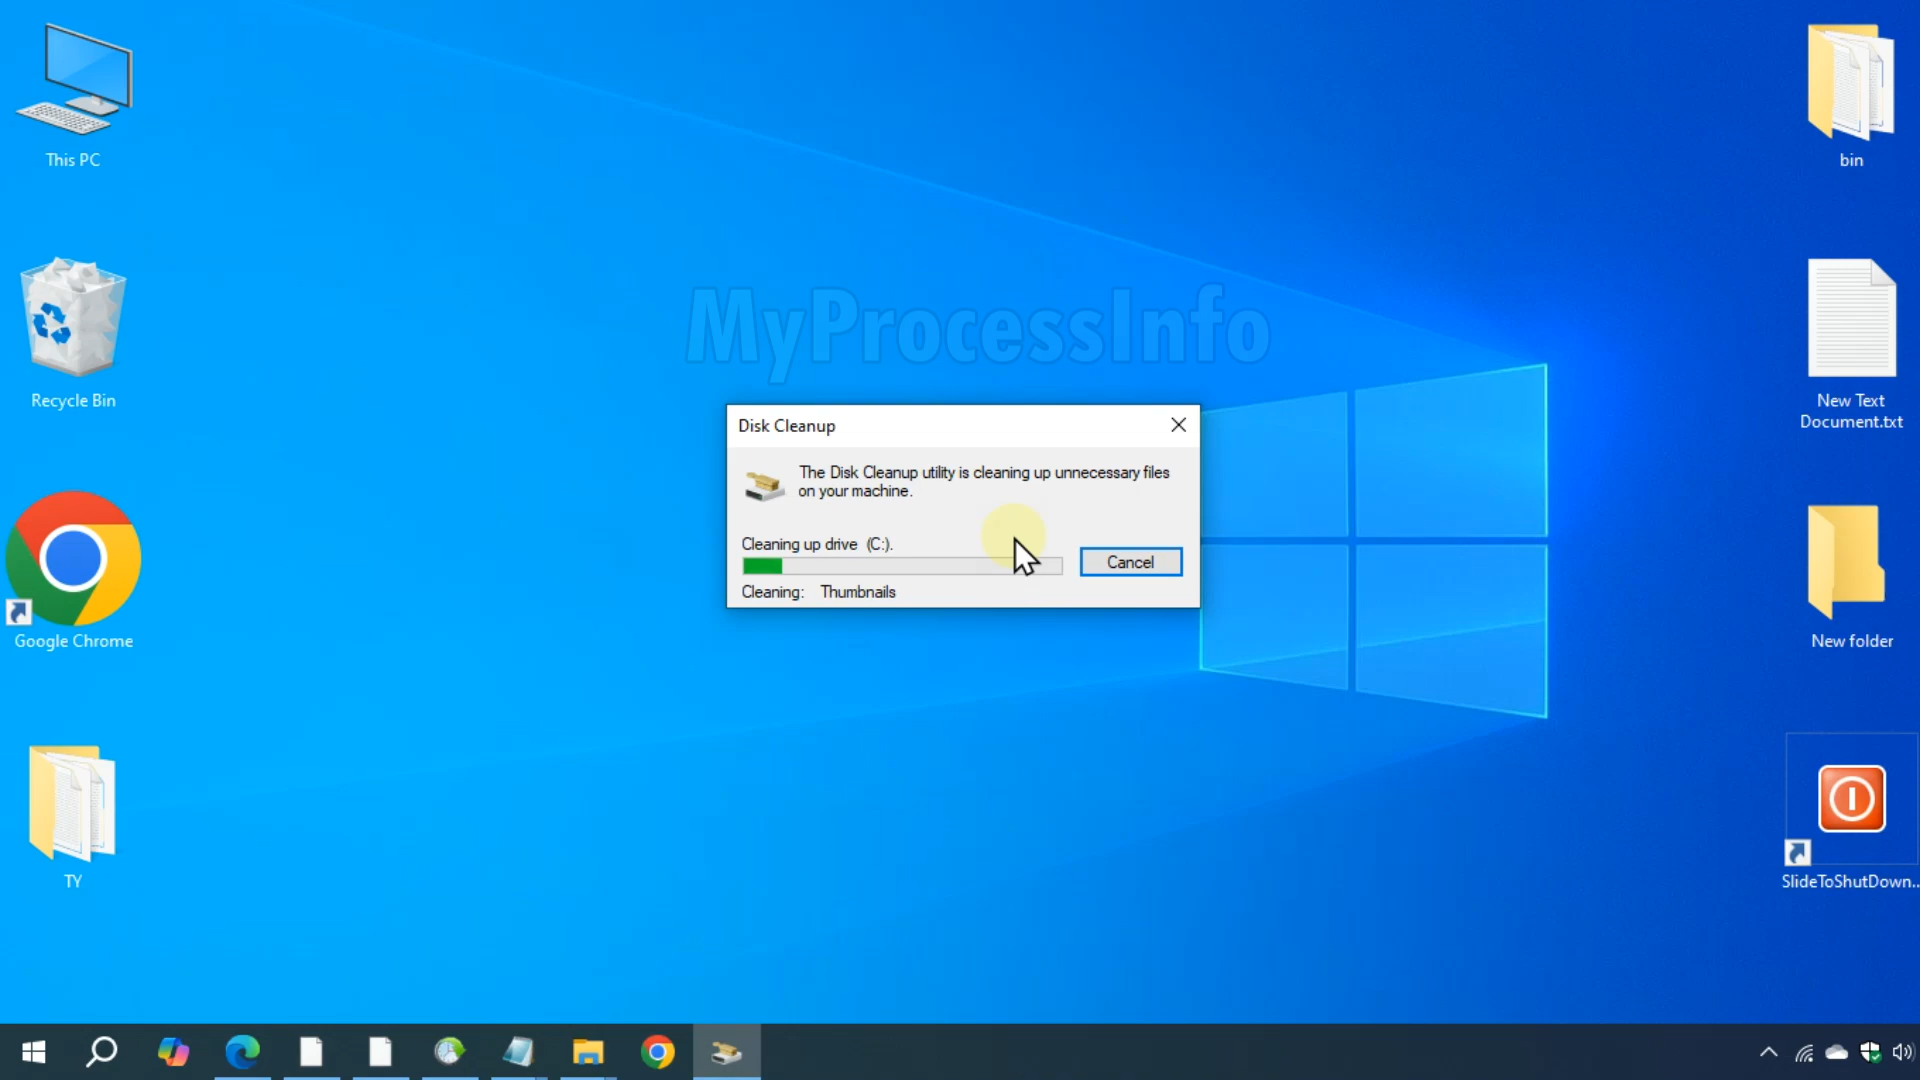 This PC
bin
MyProcessInfo
Recycle Bin
New Text
Document.txt
Disk Cleanup
The Disk Cleanup utility is cleaning up unnecessary files
on your machine.
Cleaning up drive (C:).
Cancel
Cleaning: Thumbnails
Google Chrome
New folder
TY
SlideToShutDown...